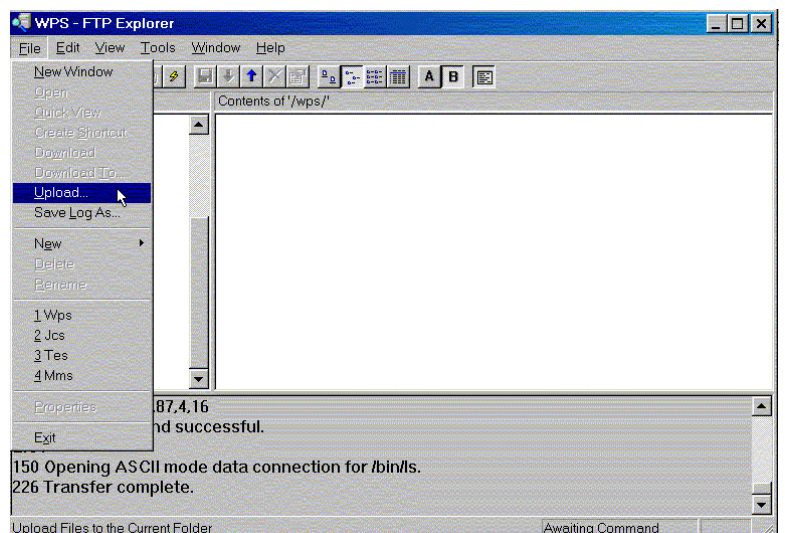 WPS - FTP Explorer
File Edit View Tools Window Help
A B
Contents of '/wps/'
New Window
Open
Quick View
Create Shortcut
Download
Download To...
Upload...
Save Log As...
New
Delete
Rename
1 Wps
2 Jcs
3 Tes
4 Mms
Properties
Exit
,87,4,16
nd successful.
150 Opening ASCII mode data connection for /bin/ls.
226 Transfer complete.
Upload Files to the Current Folder Awaiting Command